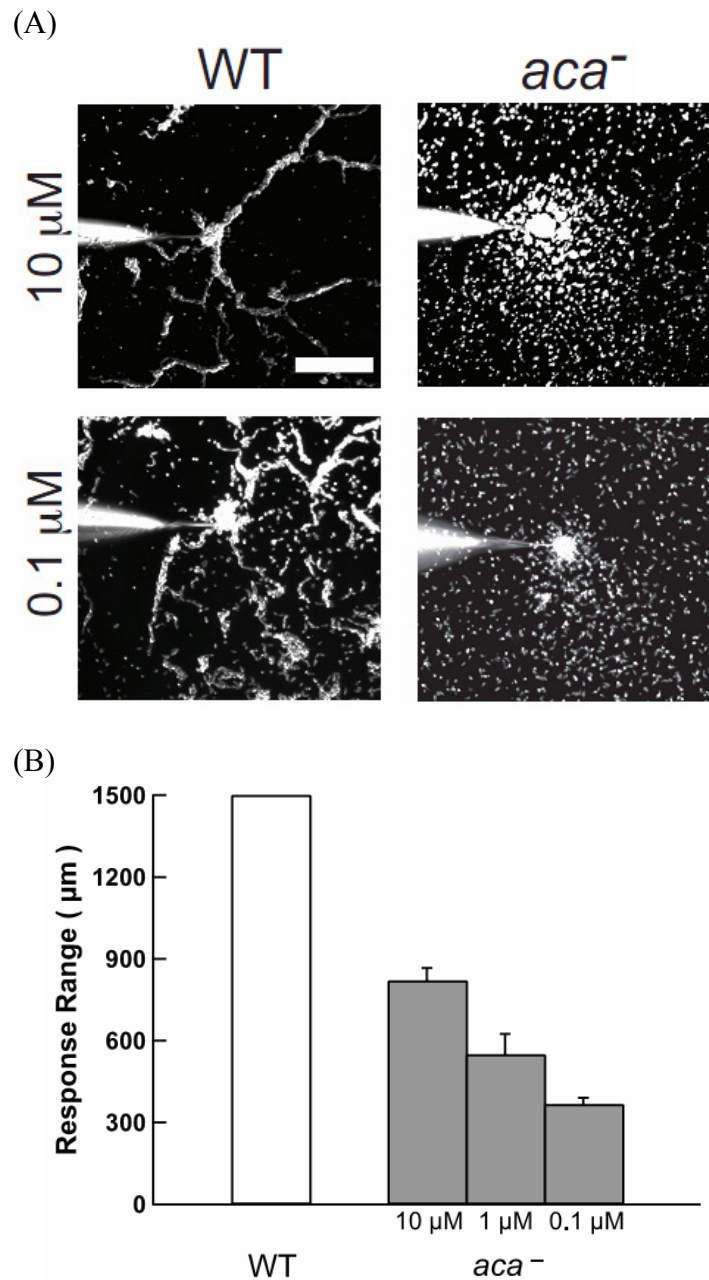 (A)
WT aca⁻
10 µM
0.1 µM
(B)
Response Range ( µm )
1500
1200
900
600
300
0
10 µM 1 µM 0.1 µM
WT aca⁻